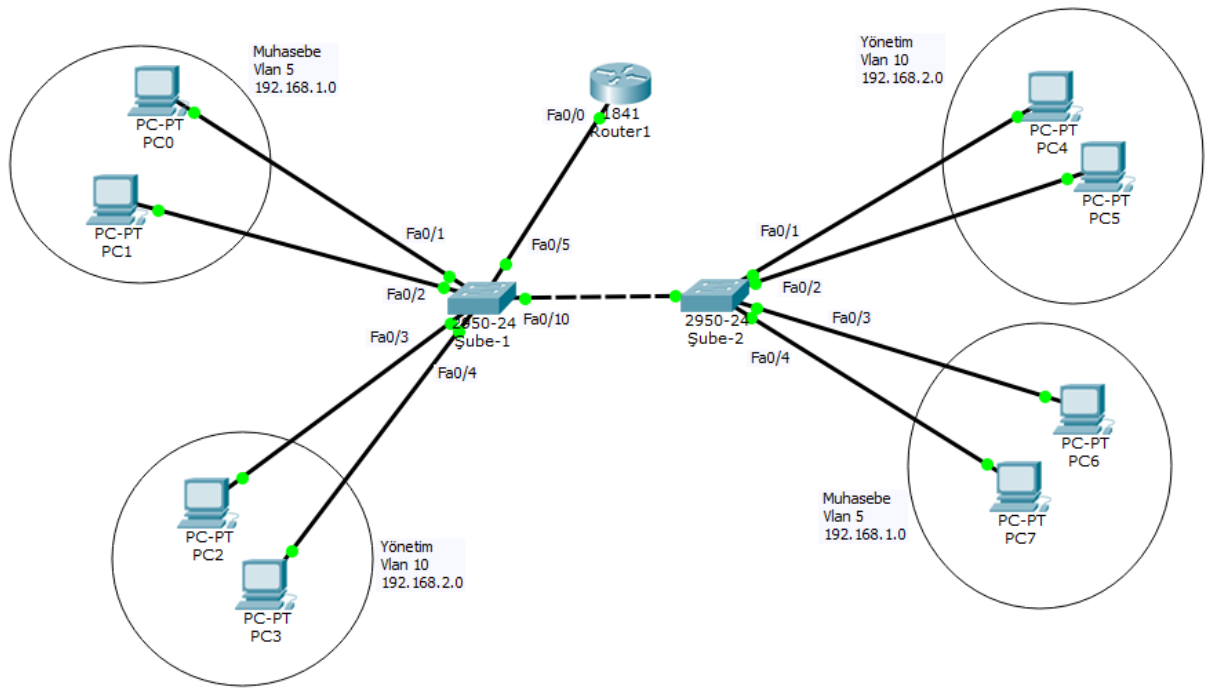 Muhasebe
Vlan 5
192.168.1.0
PC-PT
PC0
PC-PT
PC1
Fa0/0
1841
Router1
Yönetim
Vlan 10
192.168.2.0
PC-PT
PC4
PC-PT
PC5
Fa0/1
Fa0/2
Fa0/3
Fa0/4
Fa0/5
Fa0/10
2950-24
Şube-1
2950-24
Şube-2
Fa0/1
Fa0/2
Fa0/3
Fa0/4
PC-PT
PC6
PC-PT
PC7
Muhasebe
Vlan 5
192.168.1.0
PC-PT
PC2
PC-PT
PC3
Yönetim
Vlan 10
192.168.2.0